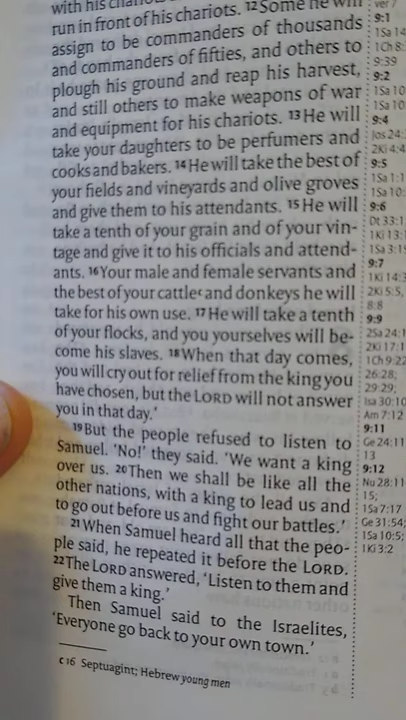 with his
run in front of his chariots. 12 Some he will
assign to be commanders of thousands
and commanders of fifties, and others to
plough his ground and reap his harvest,
and still others to make weapons of war
and equipment for his chariots. 13 He will
take your daughters to be perfumers and
cooks and bakers. 14 He will take the best of
your fields and vineyards and olive groves
and give them to his attendants. 15 He will
take a tenth of your grain and of your vin-
tage and give it to his officials and attend-
ants. 16 Your male and female servants and
the best of your cattle c and donkeys he will
take for his own use. 17 He will take a tenth
of your flocks, and you yourselves will be-
come his slaves. 18 When that day comes,
you will cry out for relief from the king you
have chosen, but the LORD will not answer
you in that day.'
19 But the people refused to listen to
Samuel. 'No!' they said. 'We want a king
over us. 20 Then we shall be like all the
other nations, with a king to lead us and
to go out before us and fight our battles.'
21 When Samuel heard all that the peo-
ple said, he repeated it before the LORD.
22 The LORD answered, 'Listen to them and
give them a king.'
Then Samuel said to the Israelites,
'Everyone go back to your own town.'
c 16 Septuagint; Hebrew young men
ver 7
9:1
1Sa 14
1Ch 8:
9:39
9:2
1Sa 10
1Sa 10
9:4
Jos 24:
2Ki 4:4
9:5
1Sa 1:1
1Sa 10:
9:6
Dt 33:1
1Ki 13:1
1Sa 3:19
9:7
1Ki 14:3
2Ki 5:5,
8:8
9:9
2Sa 24:1
2Ki 17:1
1Ch 9:22
26:28;
29:29;
Isa 30:10
Am 7:12
9:11
Ge 24:11
13
9:12
Nu 28:11
15;
1Sa 7:17
Ge 31:54;
1Sa 10:5;
1Ki 3:2